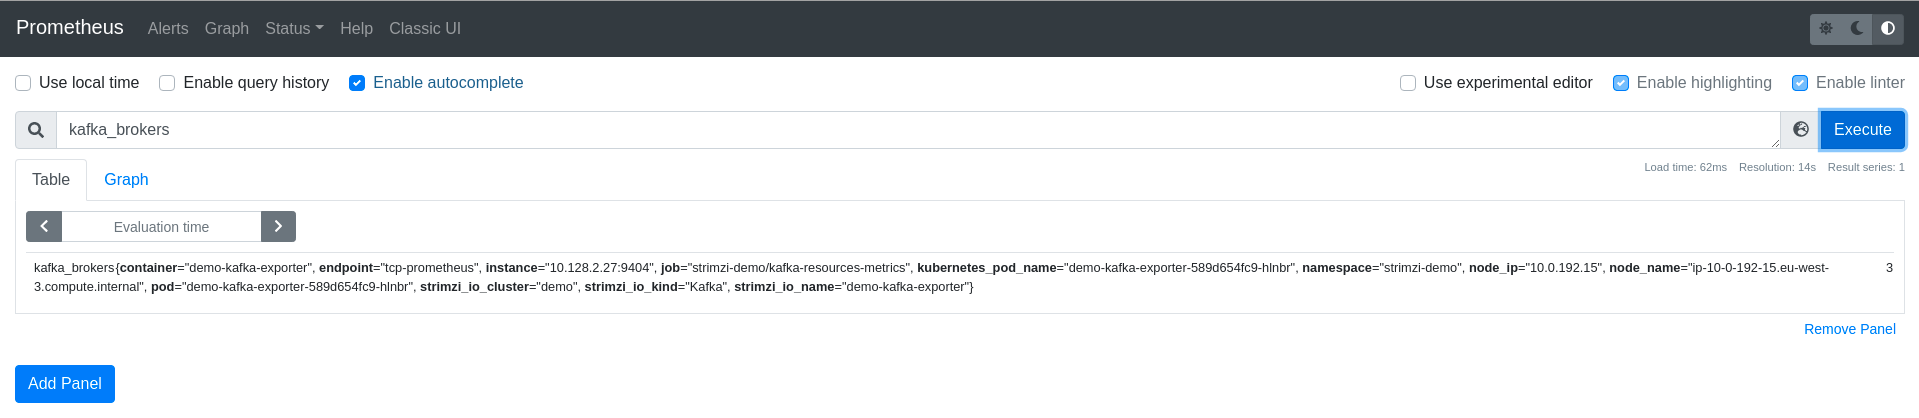 Prometheus Alerts Graph Status Help Classic UI
Use local time Enable query history Enable autocomplete Use experimental editor Enable highlighting Enable linter
kafka_brokers Execute
Load time: 62ms Resolution: 14s Result series: 1
Table Graph
Evaluation time
kafka_brokers{container="demo-kafka-exporter", endpoint="tcp-prometheus", instance="10.128.2.27:9404", job="strimzi-demo/kafka-resources-metrics", kubernetes_pod_name="demo-kafka-exporter-589d654fc9-hlnbr", namespace="strimzi-demo", node_ip="10.0.192.15", node_name="ip-10-0-192-15.eu-west- 3
3.compute.internal", pod="demo-kafka-exporter-589d654fc9-hlnbr", strimzi_io_cluster="demo", strimzi_io_kind="Kafka", strimzi_io_name="demo-kafka-exporter"}
Remove Panel
Add Panel